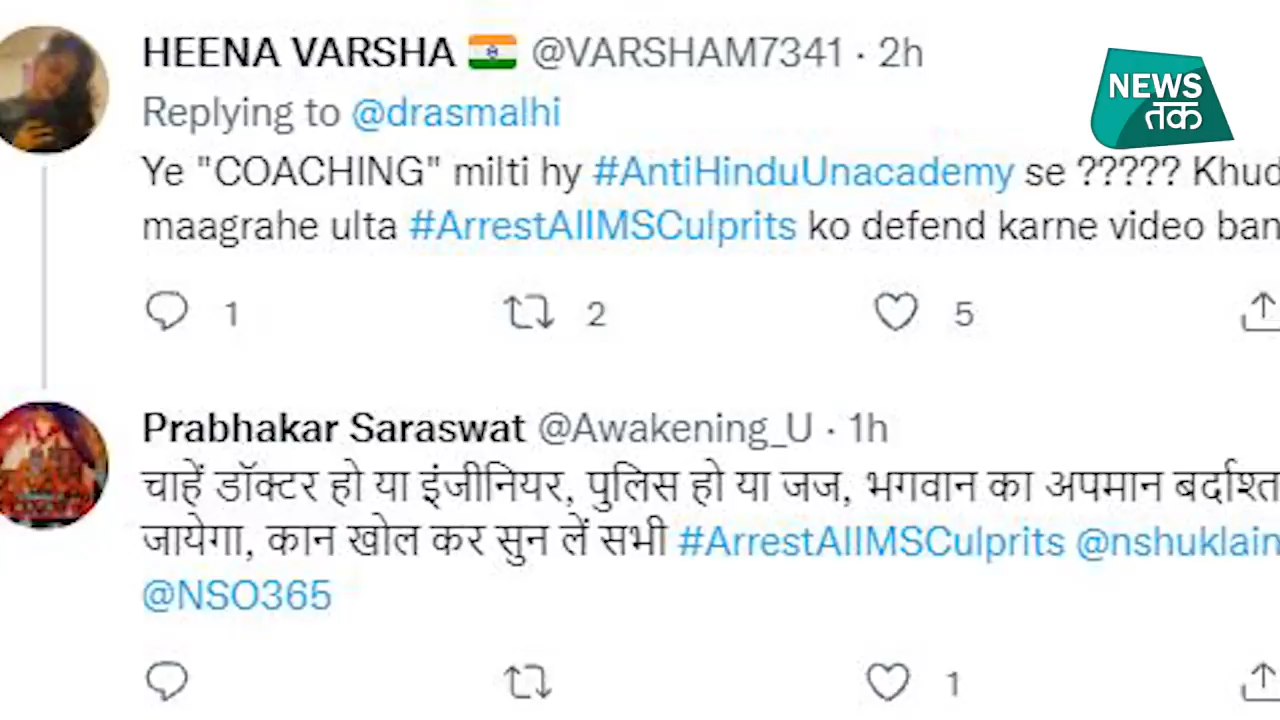 HEENA VARSHA @VARSHAM7341 · 2h
NEWS
तक
Replying to @drasmalhi
Ye "COACHING" milti hy #AntiHinduUnacademy se ????? Khud
maagrahe ulta #ArrestAIIMSCulprits ko defend karne video ban
1 2 5
Prabhakar Saraswat @Awakening_U · 1h
चाहें डॉक्टर हो या इंजीनियर, पुलिस हो या जज, भगवान का अपमान बर्दाश्त
जायेगा, कान खोल कर सुन लें सभी #ArrestAIIMSCulprits @nshuklain
@NSO365
1